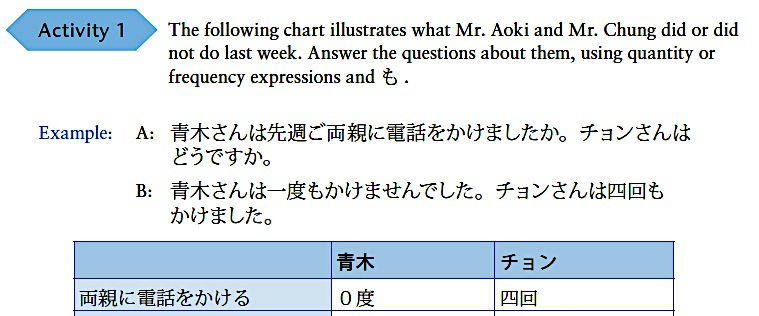 Activity 1
The following chart illustrates what Mr. Aoki and Mr. Chung did or did
not do last week. Answer the questions about them, using quantity or
frequency expressions and も .
Example: A: 青木さんは先週ご両親に電話をかけましたか。チョンさんは
どうですか。
B: 青木さんは一度もかけませんでした。チョンさんは四回も
かけました。
青木 チョン
両親に電話をかける ０度 四回